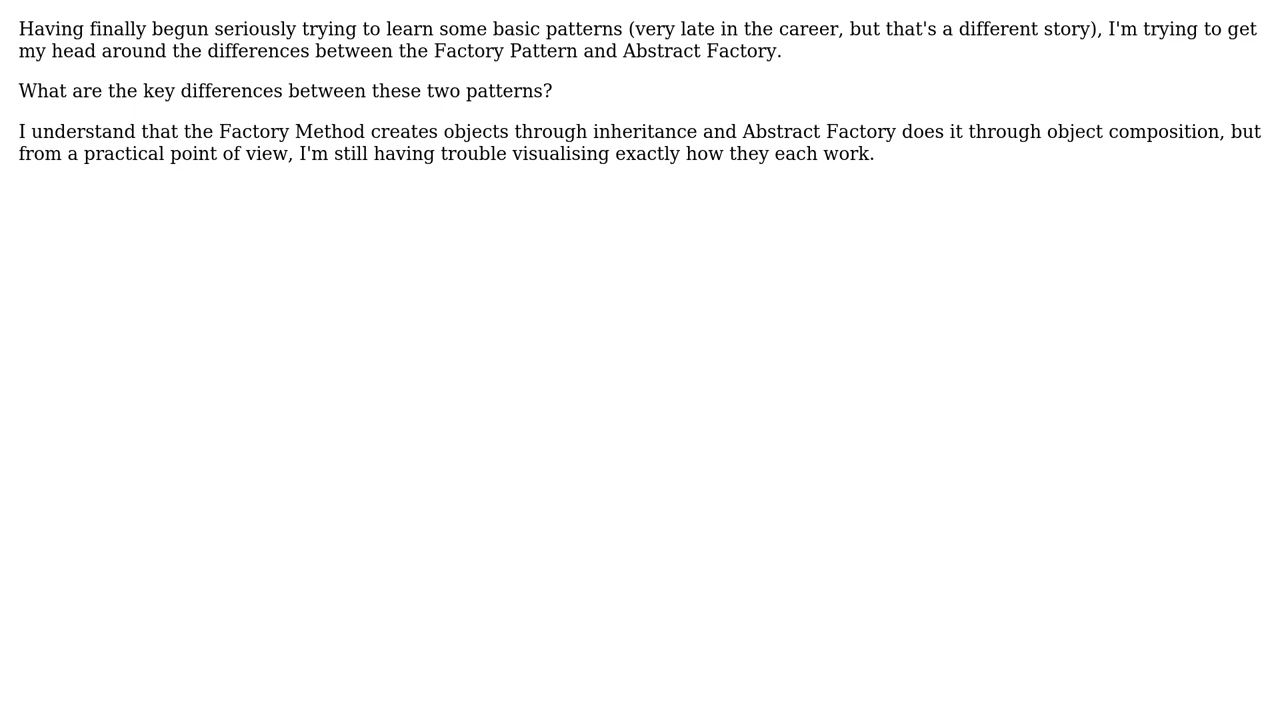 Having finally begun seriously trying to learn some basic patterns (very late in the career, but that's a different story), I'm trying to get
my head around the differences between the Factory Pattern and Abstract Factory.
What are the key differences between these two patterns?
I understand that the Factory Method creates objects through inheritance and Abstract Factory does it through object composition, but
from a practical point of view, I'm still having trouble visualising exactly how they each work.